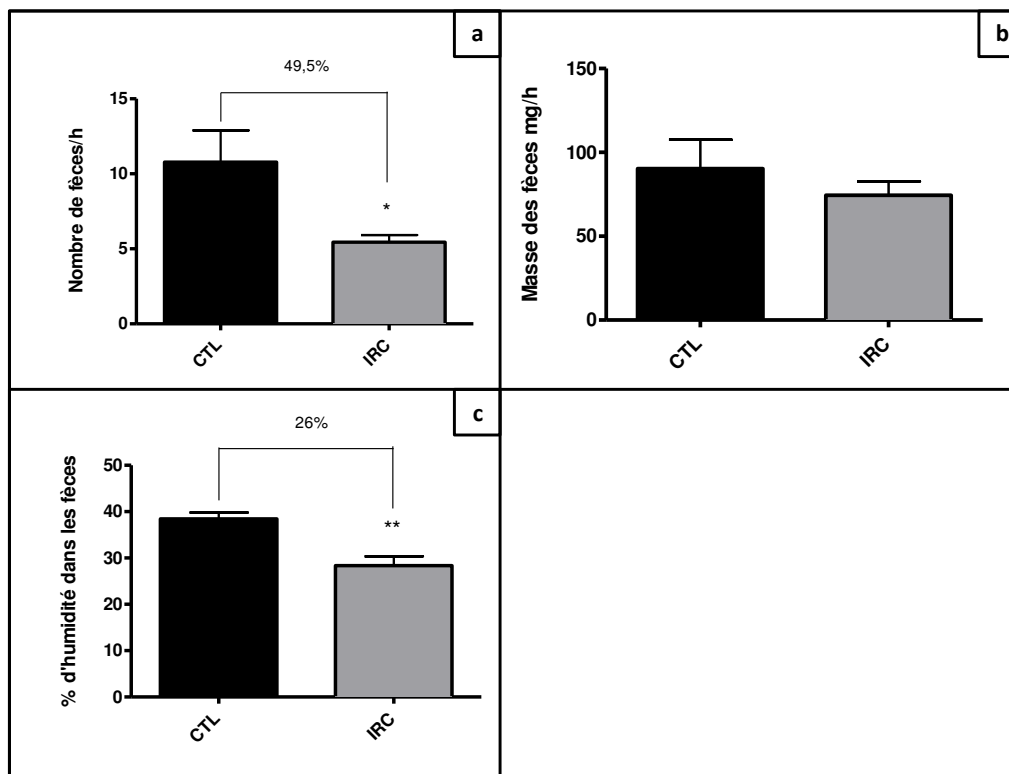 a
49,5%
Nombre de fèces/h
15
10
5
0
*
CTL
IRC
b
Masse des fèces mg/h
150
100
50
0
CTL
IRC
c
26%
% d'humidité dans les fèces
50
40
30
20
10
0
**
CTL
IRC